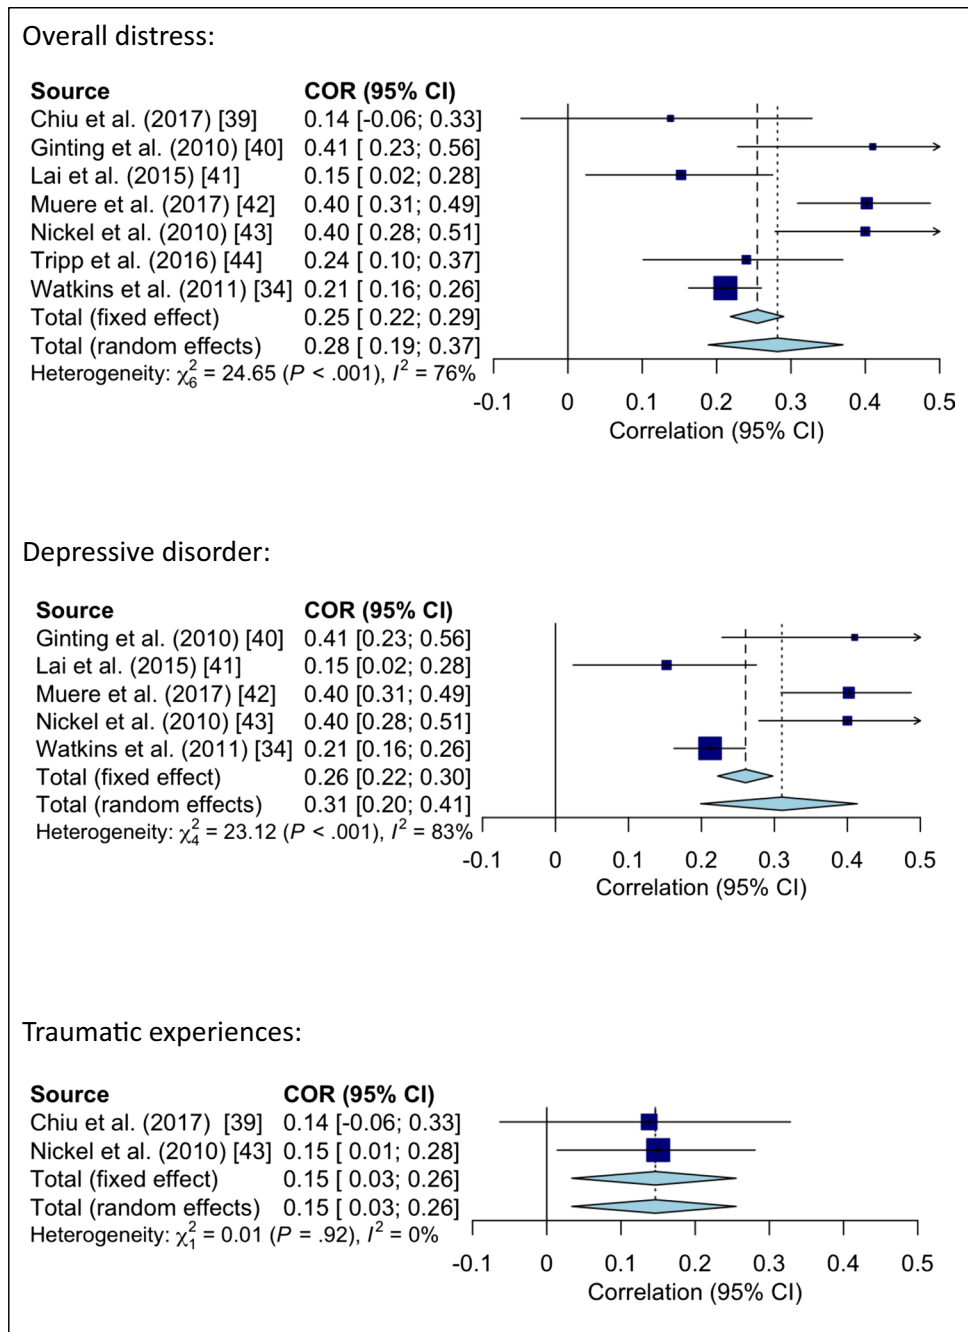 Overall distress:
Source COR (95% CI)
Chiu et al. (2017) [39] 0.14 [-0.06; 0.33]
Ginting et al. (2010) [40] 0.41 [ 0.23; 0.56]
Lai et al. (2015) [41] 0.15 [ 0.02; 0.28]
Muere et al. (2017) [42] 0.40 [ 0.31; 0.49]
Nickel et al. (2010) [43] 0.40 [ 0.28; 0.51]
Tripp et al. (2016) [44] 0.24 [ 0.10; 0.37]
Watkins et al. (2011) [34] 0.21 [ 0.16; 0.26]
Total (fixed effect) 0.25 [ 0.22; 0.29]
Total (random effects) 0.28 [ 0.19; 0.37]
Heterogeneity: χ²₆ = 24.65 (P < .001), I² = 76%
-0.1 0 0.1 0.2 0.3 0.4 0.5
Correlation (95% CI)
Depressive disorder:
Source COR (95% CI)
Ginting et al. (2010) [40] 0.41 [0.23; 0.56]
Lai et al. (2015) [41] 0.15 [0.02; 0.28]
Muere et al. (2017) [42] 0.40 [0.31; 0.49]
Nickel et al. (2010) [43] 0.40 [0.28; 0.51]
Watkins et al. (2011) [34] 0.21 [0.16; 0.26]
Total (fixed effect) 0.26 [0.22; 0.30]
Total (random effects) 0.31 [0.20; 0.41]
Heterogeneity: χ²₄ = 23.12 (P < .001), I² = 83%
-0.1 0 0.1 0.2 0.3 0.4 0.5
Correlation (95% CI)
Traumatic experiences:
Source COR (95% CI)
Chiu et al. (2017) [39] 0.14 [-0.06; 0.33]
Nickel et al. (2010) [43] 0.15 [ 0.01; 0.28]
Total (fixed effect) 0.15 [ 0.03; 0.26]
Total (random effects) 0.15 [ 0.03; 0.26]
Heterogeneity: χ²₁ = 0.01 (P = .92), I² = 0%
-0.1 0 0.1 0.2 0.3 0.4 0.5
Correlation (95% CI)